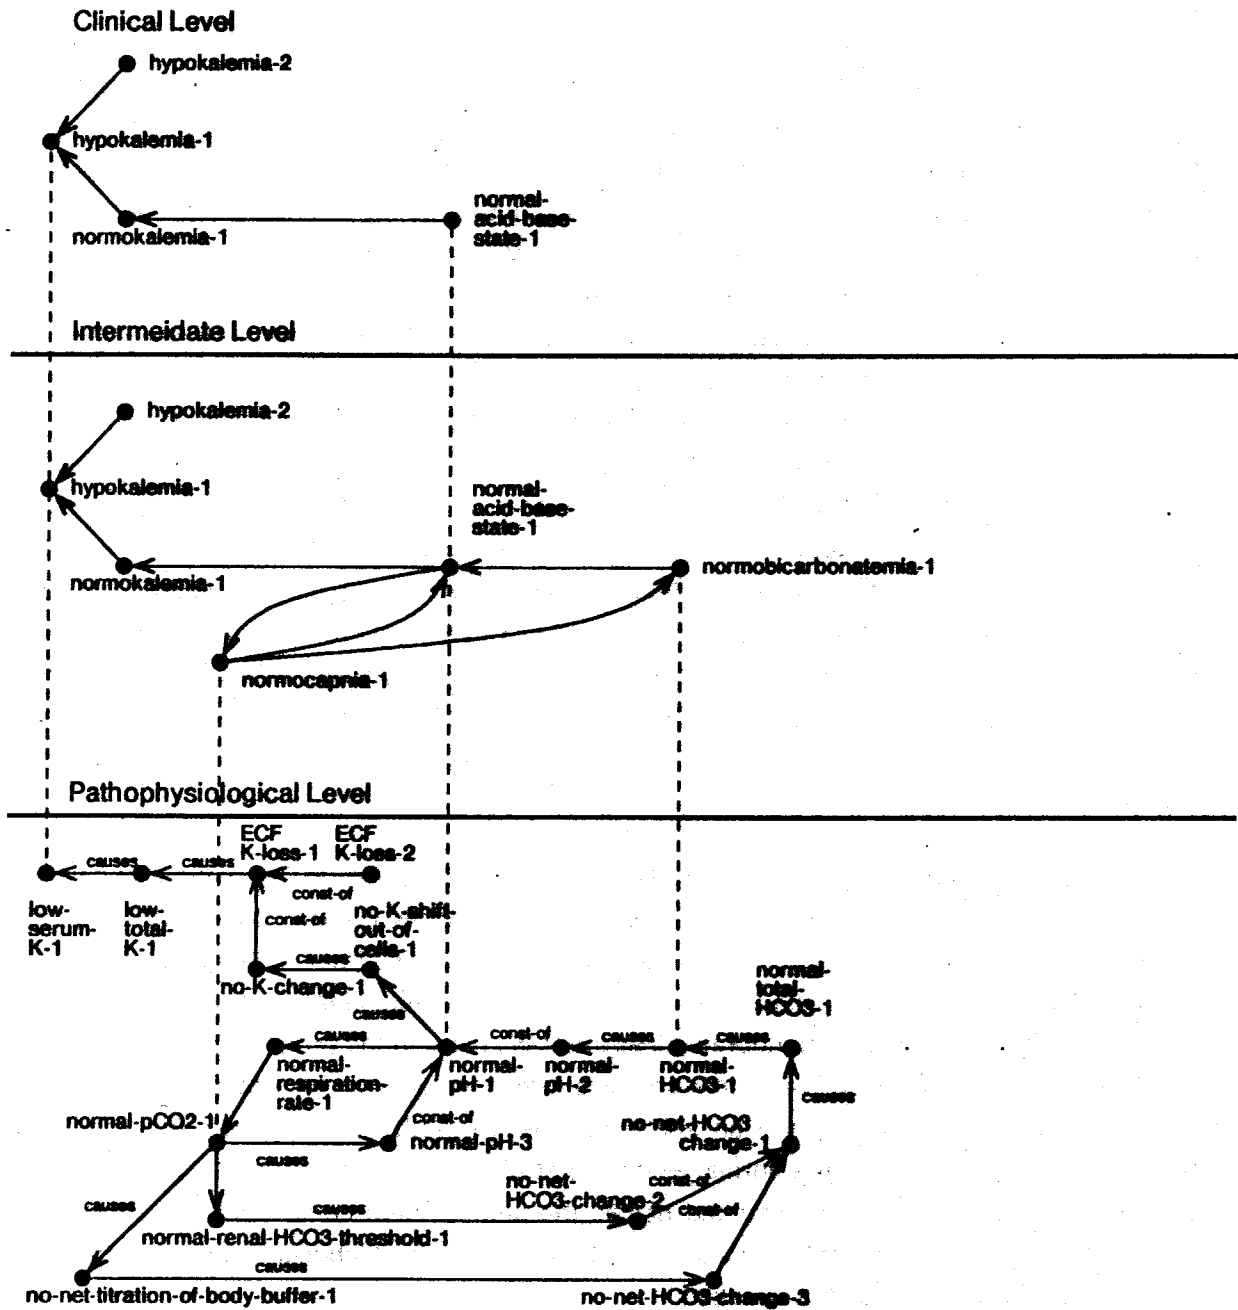 Clinical Level
hypokalemia-2
hypokalemia-1
normal-
acid-base-
state-1
normokalemia-1
Intermeidate Level
hypokalemia-2
hypokalemia-1
normal-
acid-base-
state-1
normokalemia-1
normobicarbonatemia-1
normocapnia-1
Pathophysiological Level
ECF
K-loss-1
ECF
K-loss-2
causes
causes
const-of
low-
serum-
K-1
low-
total-
K-1
const-of
no-K-shift-
out-of-
cells-1
causes
no-K-change-1
normal-
total-
HCO3-1
causes
causes
const-of
causes
causes
normal-
respiration-
rate-1
normal-
pH-1
normal-
pH-2
normal-
HCO3-1
causes
normal-pCO2-1
const-of
normal-pH-3
no-net-HCO3
change-1
causes
no-net-
HCO3-change-2
const-of
causes
causes
const-of
normal-renal-HCO3-threshold-1
causes
no-net-titration-of-body-buffer-1
no-net-HCO3-change-3